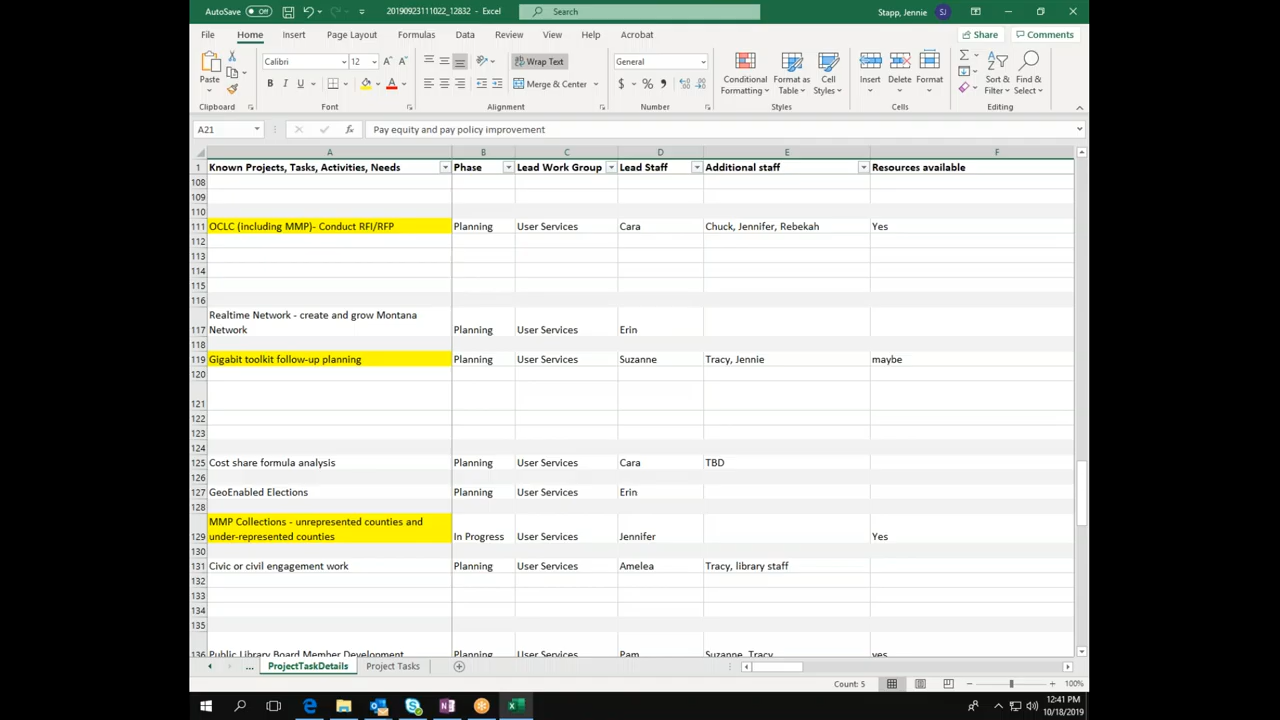 AutoSave Off 20190923111022_12832 - Excel Search Stapp, Jennie SJ
File Home Insert Page Layout Formulas Data Review View Help Acrobat Share Comments
Paste Calibri 12 A A Wrap Text General Conditional Formatting Format as Table Cell Styles Insert Delete Format Sort & Filter Find & Select
B I U A Merge & Center $ % ,
Clipboard Font Alignment Number Styles Cells Editing
A21 fx Pay equity and pay policy improvement
A B C D E F
1 Known Projects, Tasks, Activities, Needs Phase Lead Work Group Lead Staff Additional staff Resources available
108
109
110
111 OCLC (including MMP)- Conduct RFI/RFP Planning User Services Cara Chuck, Jennifer, Rebekah Yes
112
113
114
115
116
Realtime Network - create and grow Montana
117 Network Planning User Services Erin
118
119 Gigabit toolkit follow-up planning Planning User Services Suzanne Tracy, Jennie maybe
120
121
122
123
124
125 Cost share formula analysis Planning User Services Cara TBD
126
127 GeoEnabled Elections Planning User Services Erin
128
MMP Collections - unrepresented counties and
129 under-represented counties In Progress User Services Jennifer Yes
130
131 Civic or civil engagement work Planning User Services Amelea Tracy, library staff
132
133
134
135
136 Public Library Board Member Development Planning User Services Pam Suzanne, Tracy yes
... ProjectTaskDetails Project Tasks
Count: 5 100%
12:41 PM
10/18/2019